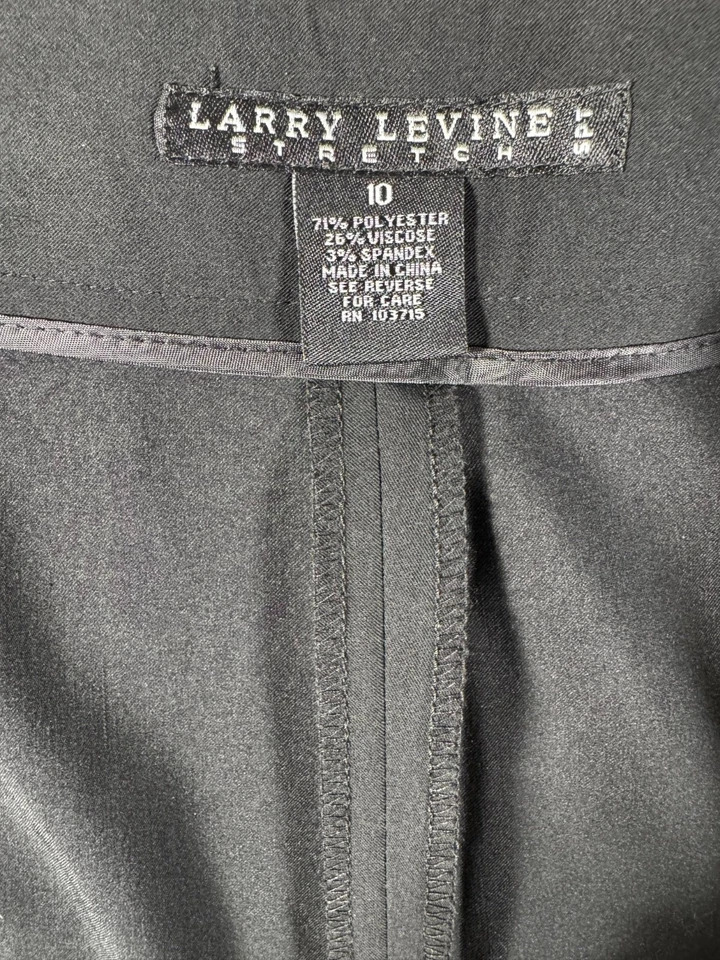 LARRY LEVINE SPT
STRETCH
10
71% POLYESTER
26% VISCOSE
3% SPANDEX
MADE IN CHINA
SEE REVERSE
FOR CARE
RN 103715